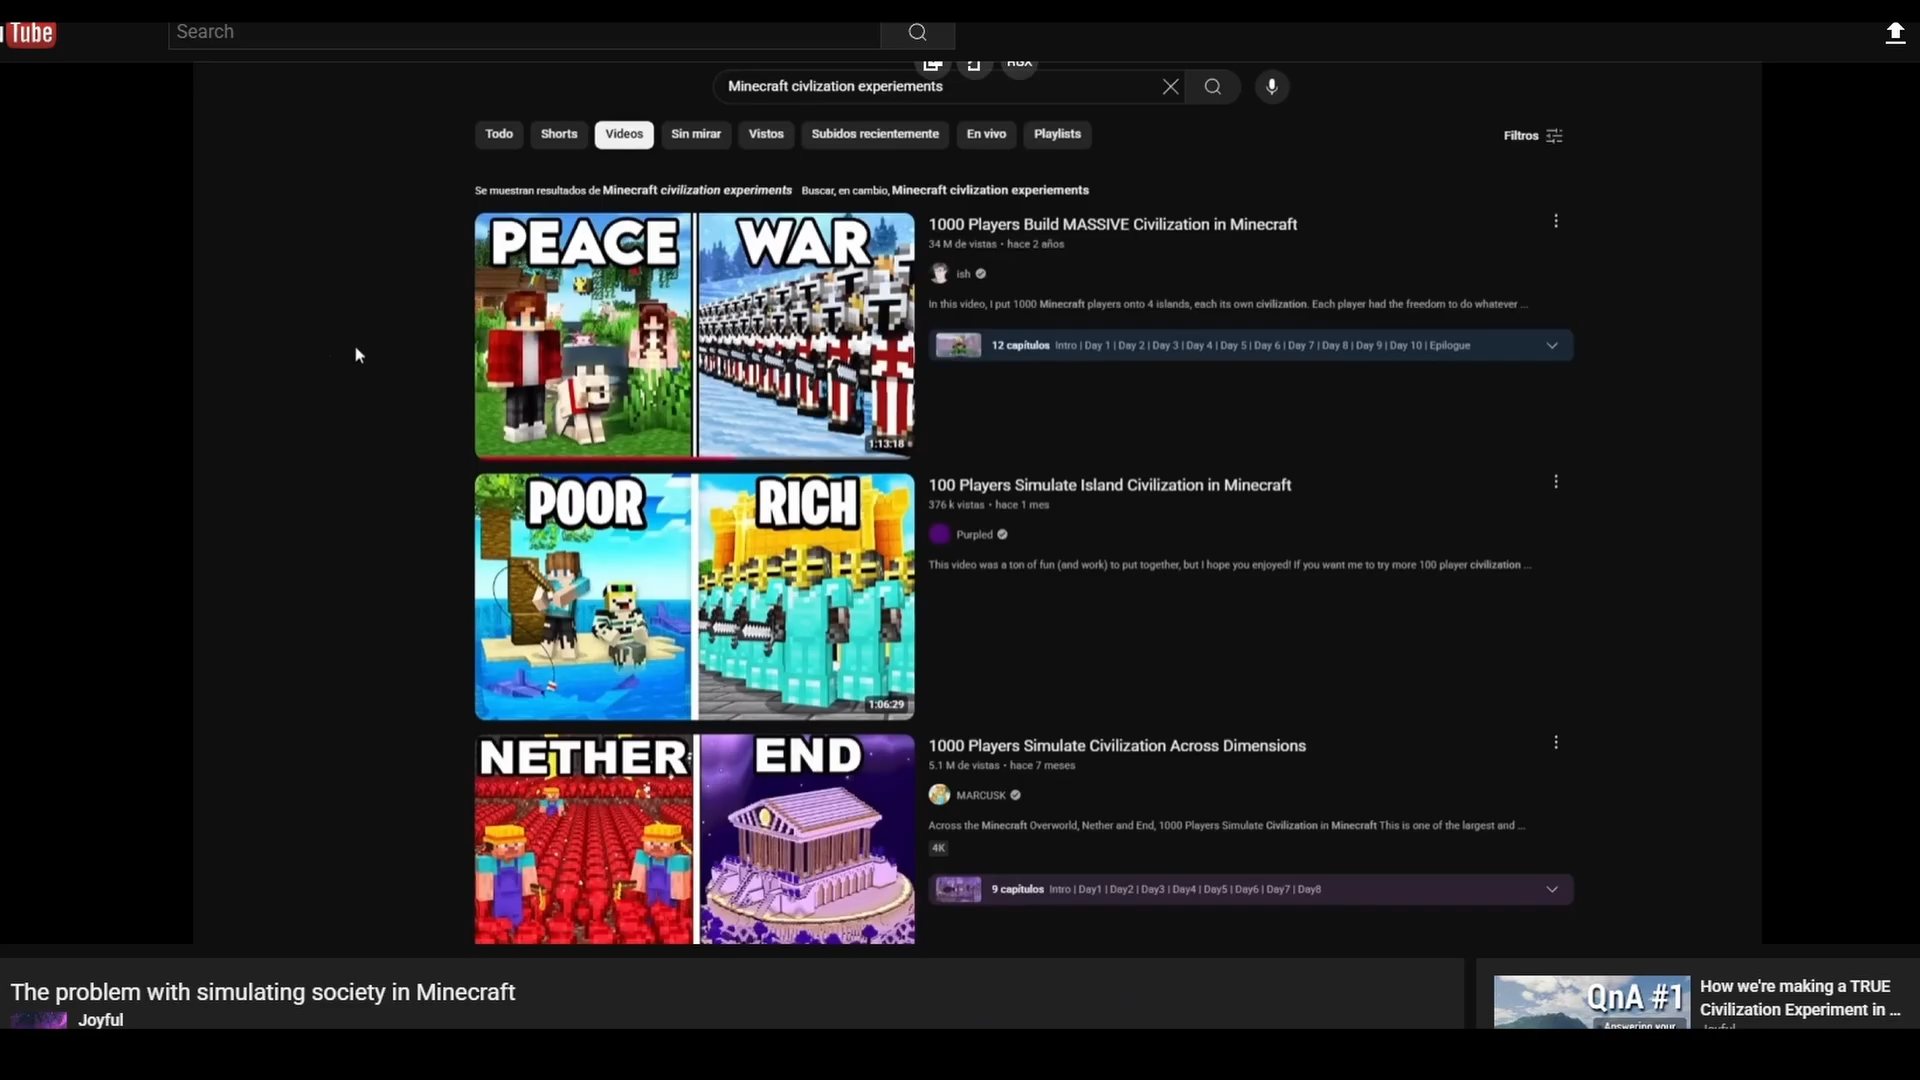 Tube
Search
RGX
Minecraft civlization experiements
Todo
Shorts
Videos
Sin mirar
Vistos
Subidos recientemente
En vivo
Playlists
Filtros
Se muestran resultados de Minecraft civilization experiments Buscar, en cambio, Minecraft civlization experiements
PEACE WAR
1:13:18
1000 Players Build MASSIVE Civilization in Minecraft
34 M de vistas • hace 2 años
ish
In this video, I put 1000 Minecraft players onto 4 islands, each its own civilization. Each player had the freedom to do whatever ...
12 capítulos Intro | Day 1 | Day 2 | Day 3 | Day 4 | Day 5 | Day 6 | Day 7 | Day 8 | Day 9 | Day 10 | Epilogue
POOR RICH
1:06:29
100 Players Simulate Island Civilization in Minecraft
376 k vistas • hace 1 mes
Purpled
This video was a ton of fun (and work) to put together, but I hope you enjoyed! If you want me to try more 100 player civilization ...
NETHER END
1000 Players Simulate Civilization Across Dimensions
5.1 M de vistas • hace 7 meses
MARCUSK
Across the Minecraft Overworld, Nether and End, 1000 Players Simulate Civilization in Minecraft This is one of the largest and ...
4K
9 capítulos Intro | Day1 | Day2 | Day3 | Day4 | Day5 | Day6 | Day7 | Day8
The problem with simulating society in Minecraft
Joyful
QnA #1
Answering your
How we're making a TRUE
Civilization Experiment in ...